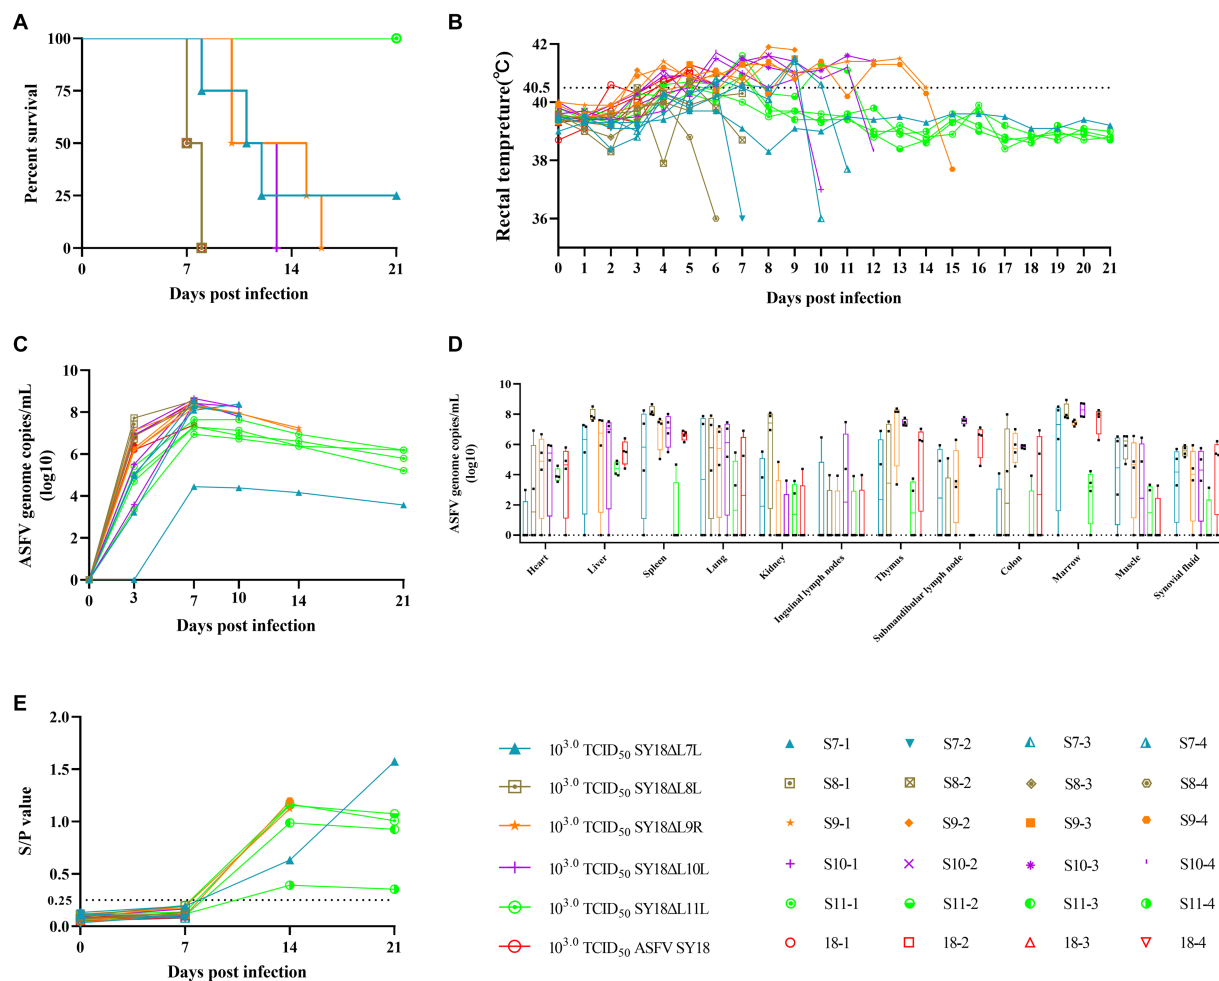 A
100
75
50
25
0
Percent survival
0 7 14 21
Days post infection
B
42
40.5
40
38
36
Rectal tempreture(℃)
0 1 2 3 4 5 6 7 8 9 10 11 12 13 14 15 16 17 18 19 20 21
Days post infection
C
10
8
6
4
2
0
ASFV genome copies/mL
(log10)
0 3 7 10 14 21
Days post infection
D
10
8
6
4
2
0
ASFV genome copies/mL
(log10)
Heart
Liver
Spleen
Lung
Kidney
Inguinal lymph nodes
Thymus
Submandibular lymph node
Colon
Marrow
Muscle
Synovial fluid
E
2.0
1.5
1.0
0.5
0.25
0.0
S/P value
0 7 14 21
Days post infection
10^3.0 TCID50 SY18ΔL7L
10^3.0 TCID50 SY18ΔL8L
10^3.0 TCID50 SY18ΔL9R
10^3.0 TCID50 SY18ΔL10L
10^3.0 TCID50 SY18ΔL11L
10^3.0 TCID50 ASFV SY18
S7-1 S7-2 S7-3 S7-4
S8-1 S8-2 S8-3 S8-4
S9-1 S9-2 S9-3 S9-4
S10-1 S10-2 S10-3 S10-4
S11-1 S11-2 S11-3 S11-4
18-1 18-2 18-3 18-4